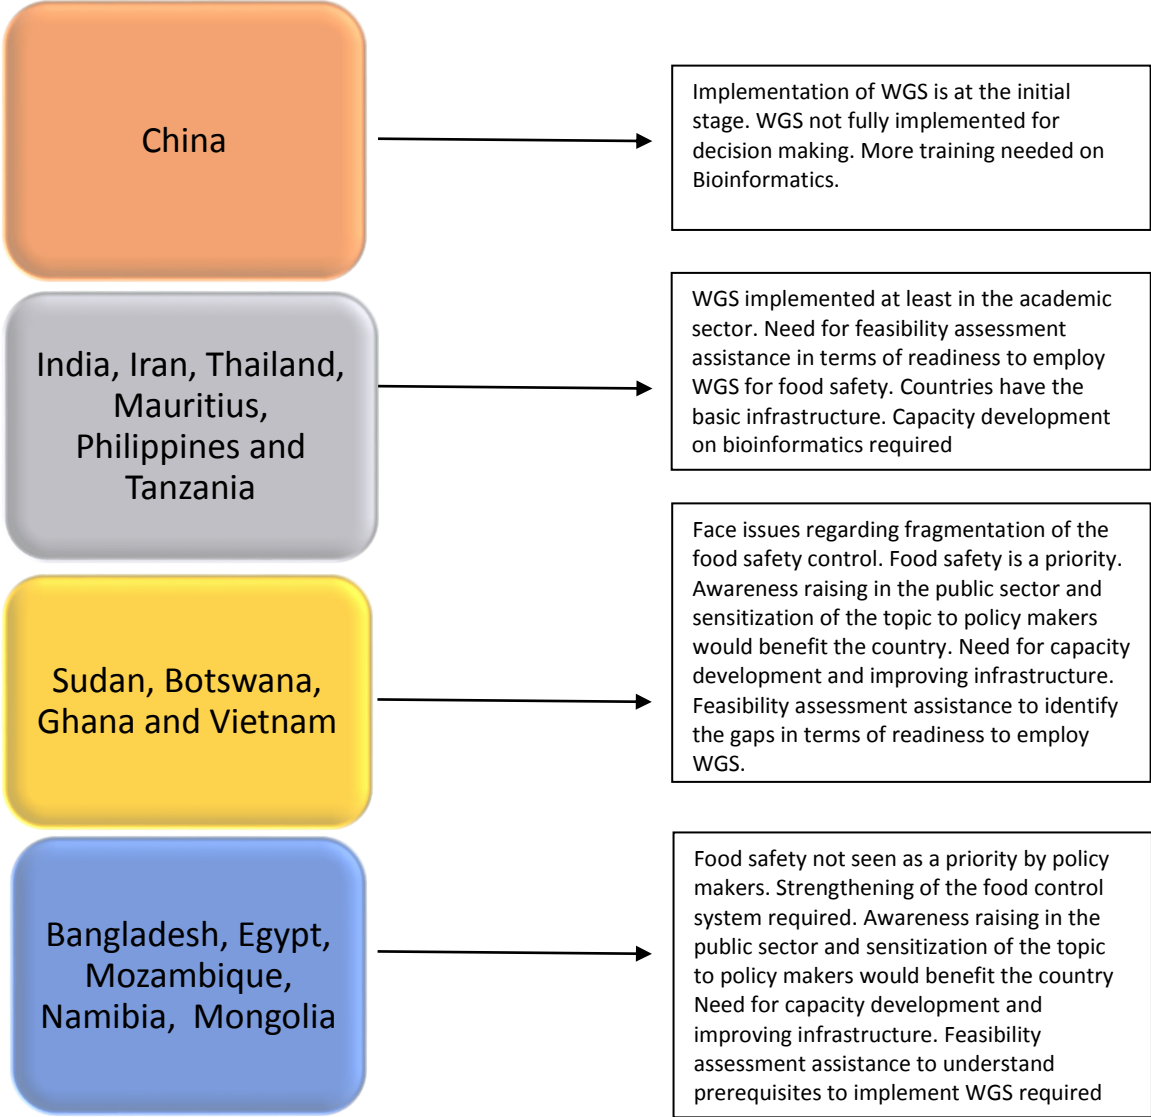 China
Implementation of WGS is at the initial
stage. WGS not fully implemented for
decision making. More training needed on
Bioinformatics.
India, Iran, Thailand,
Mauritius,
Philippines and
Tanzania
WGS implemented at least in the academic
sector. Need for feasibility assessment
assistance in terms of readiness to employ
WGS for food safety. Countries have the
basic infrastructure. Capacity development
on bioinformatics required
Sudan, Botswana,
Ghana and Vietnam
Face issues regarding fragmentation of the
food safety control. Food safety is a priority.
Awareness raising in the public sector and
sensitization of the topic to policy makers
would benefit the country. Need for capacity
development and improving infrastructure.
Feasibility assessment assistance to identify
the gaps in terms of readiness to employ
WGS.
Bangladesh, Egypt,
Mozambique,
Namibia,  Mongolia
Food safety not seen as a priority by policy
makers. Strengthening of the food control
system required. Awareness raising in the
public sector and sensitization of the topic
to policy makers would benefit the country
Need for capacity development and
improving infrastructure. Feasibility
assessment assistance to understand
prerequisites to implement WGS required